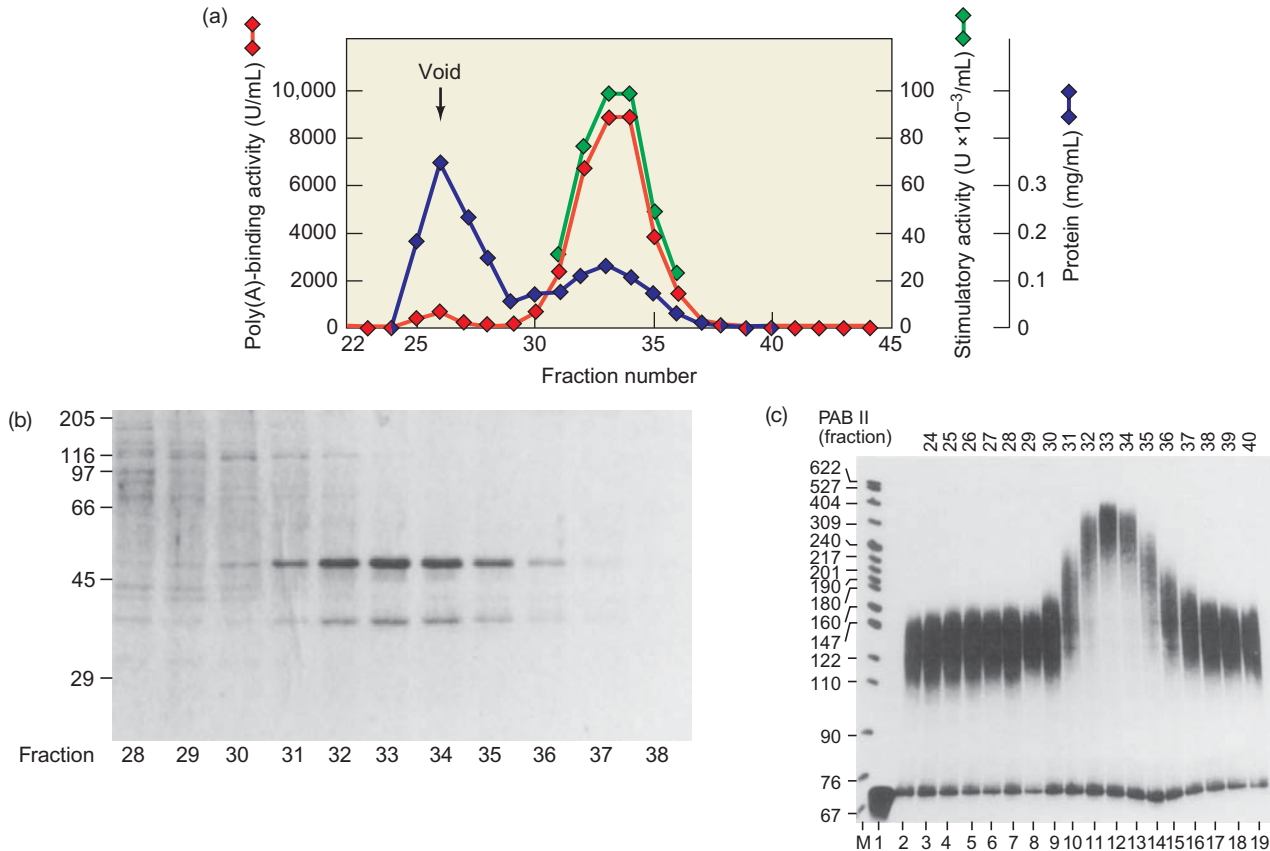 (a)
Poly(A)-binding activity (U/mL)
10,000
8000
6000
4000
2000
0
Void
22 25 30 35 40 45
Fraction number
100
80
60
40
20
0
Stimulatory activity (U ×10⁻³/mL)
0.3
0.2
0.1
0
Protein (mg/mL)
(b)
205
116
97
66
45
29
Fraction 28 29 30 31 32 33 34 35 36 37 38
(c)
PAB II
(fraction)
24 25 26 27 28 29 30 31 32 33 34 35 36 37 38 39 40
622
527
404
309
240
217
201
190
180
160
147
122
110
90
76
67
M 1 2 3 4 5 6 7 8 9 10 11 12 13 14 15 16 17 18 19